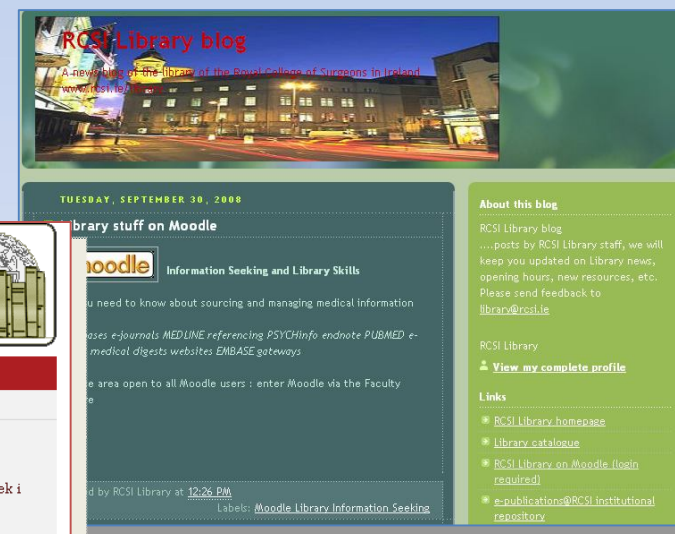 RCSI Library blog
A news blog of the library of the Royal College of Surgeons in Ireland
TUESDAY, SEPTEMBER 30, 2008
Library stuff on Moodle
moodle Information Seeking and Library Skills
need to know about sourcing and managing medical information
e-journals MEDLINE referencing PSYCHinfo endnote PUBMED e-
medical digests websites EMBASE gateways
area open to all Moodle users : enter Moodle via the Faculty
by RCSI Library at 12:26 PM
Labels: Moodle Library Information Seeking
About this blog
RCSI Library blog
....posts by RCSI Library staff, we will
keep you updated on Library news,
opening hours, new resources, etc.
Please send feedback to
library@rcsi.ie
RCSI Library
View my complete profile
Links
RCSI Library homepage
Library catalogue
RCSI Library on Moodle (login
required)
e-publications@RCSI institutional
repository
ek i